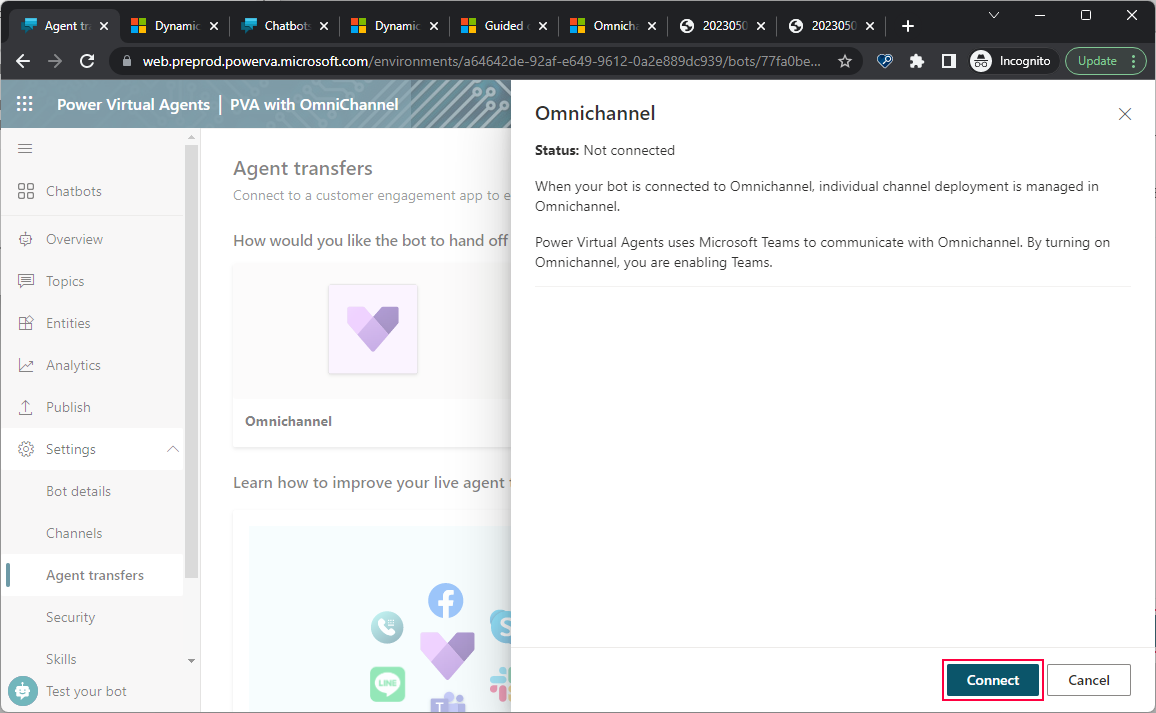 Agent tr
Dynamic
Chatbots
Dynamic
Guided
Omnicha
2023050
2023050
web.preprod.powerva.microsoft.com/environments/a64642de-92af-e649-9612-0a2e889dc939/bots/77fa0be...
Incognito
Update
Power Virtual Agents | PVA with OmniChannel
Chatbots
Overview
Topics
Entities
Analytics
Publish
Settings
Bot details
Channels
Agent transfers
Security
Skills
Test your bot
Agent transfers
Connect to a customer engagement app to e
How would you like the bot to hand off
Omnichannel
Learn how to improve your live agent
LINE
Omnichannel
Status: Not connected
When your bot is connected to Omnichannel, individual channel deployment is managed in
Omnichannel.
Power Virtual Agents uses Microsoft Teams to communicate with Omnichannel. By turning on
Omnichannel, you are enabling Teams.
Connect
Cancel